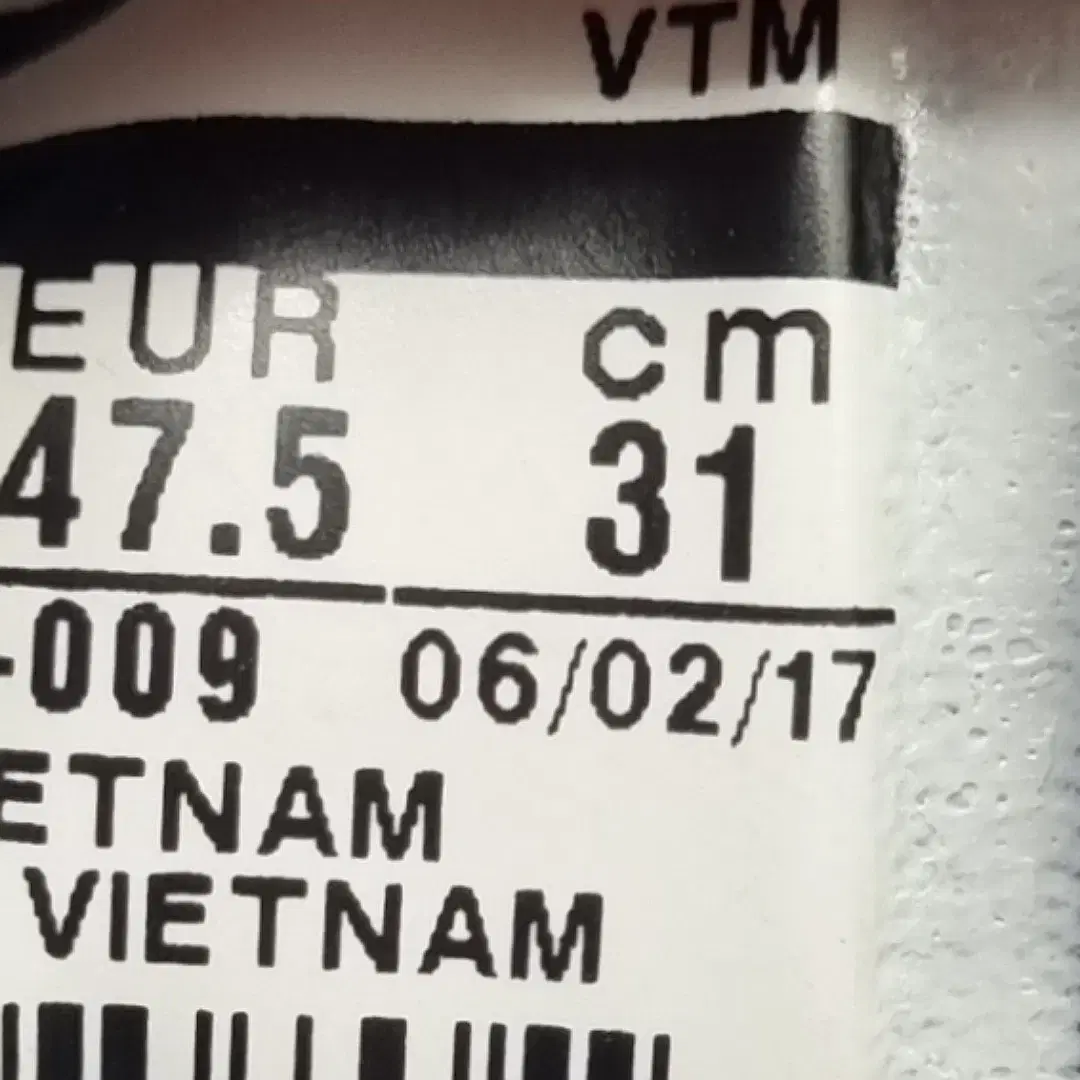 VTM
EUR cm
47.5 31
-009 06/02/17
ETNAM
VIETNAM